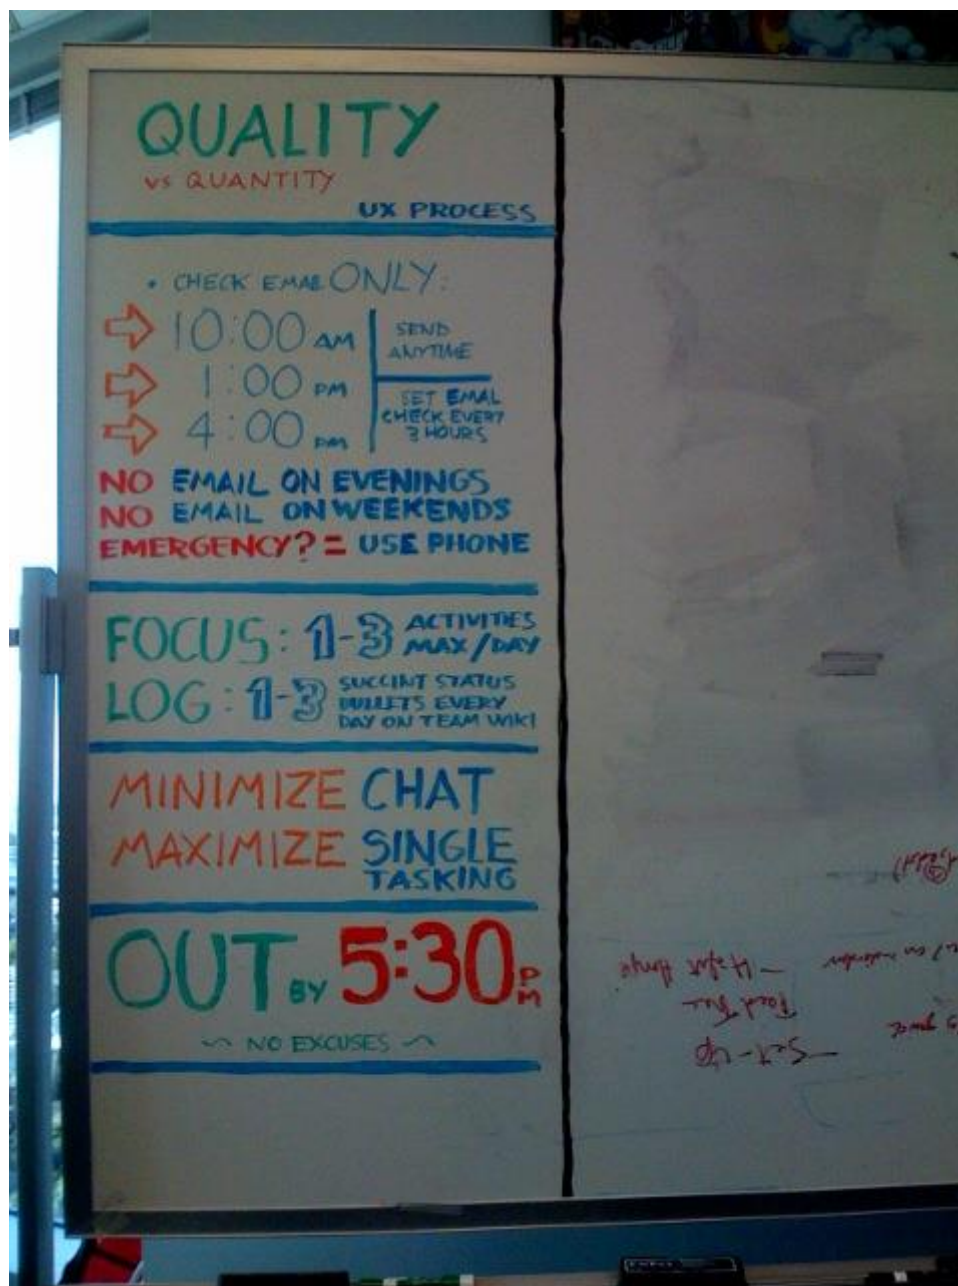 QUALITY
vs QUANTITY
UX PROCESS
• CHECK EMAIL ONLY:
10:00 AM
1:00 PM
4:00 PM
SEND
ANYTIME
SET EMAIL
CHECK EVERY
3 HOURS
NO EMAIL ON EVENINGS
NO EMAIL ON WEEKENDS
EMERGENCY? = USE PHONE
FOCUS: 1-3 ACTIVITIES
MAX/DAY
LOG: 1-3 SUCCINT STATUS
BULLETS EVERY
DAY ON TEAM WIKI
MINIMIZE CHAT
MAXIMIZE SINGLE
TASKING
OUT BY 5:30 PM
~ NO EXCUSES ~
- Set-up